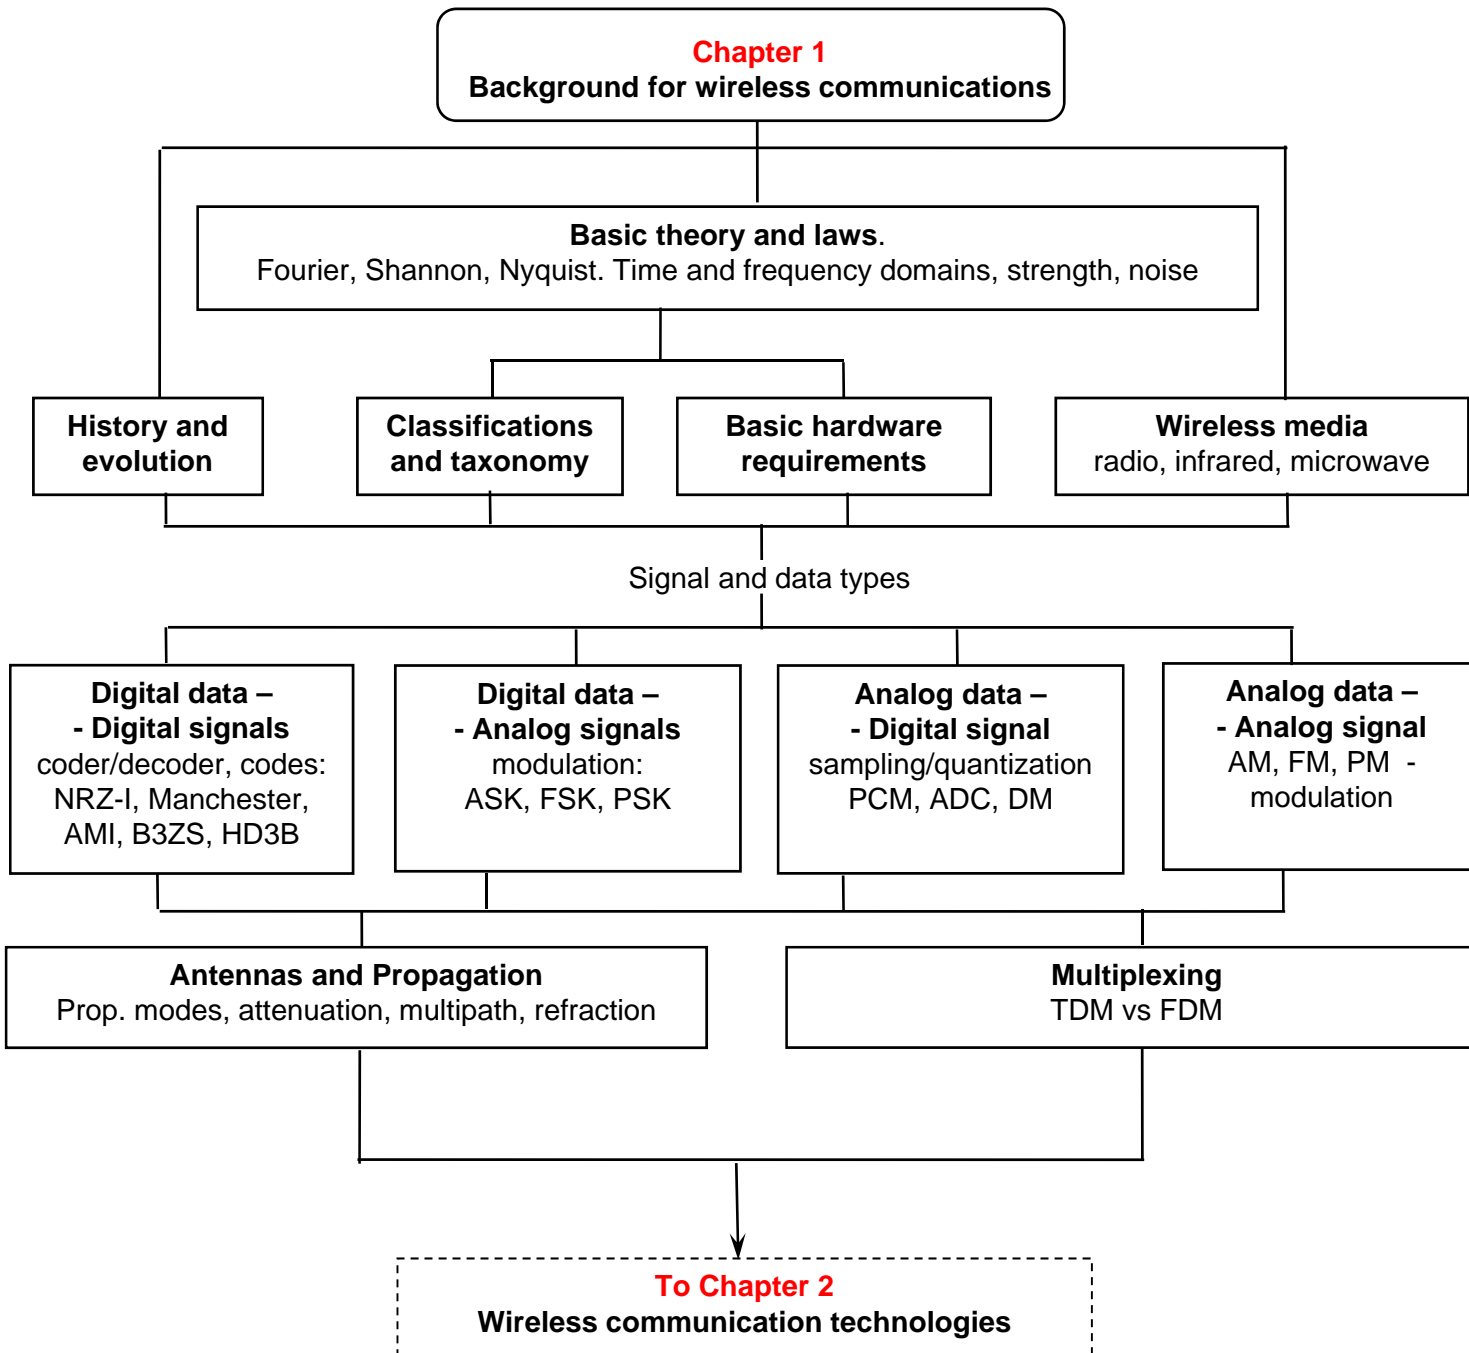 Chapter 1
Background for wireless communications
Basic theory and laws.
Fourier, Shannon, Nyquist. Time and frequency domains, strength, noise
History and
evolution
Classifications
and taxonomy
Basic hardware
requirements
Wireless media
radio, infrared, microwave
Signal and data types
Digital data –
- Digital signals
coder/decoder, codes:
NRZ-I, Manchester,
AMI, B3ZS, HD3B
Digital data –
- Analog signals
modulation:
ASK, FSK, PSK
Analog data –
- Digital signal
sampling/quantization
PCM, ADC, DM
Analog data –
- Analog signal
AM, FM, PM -
modulation
Antennas and Propagation
Prop. modes, attenuation, multipath, refraction
Multiplexing
TDM vs FDM
To Chapter 2
Wireless communication technologies